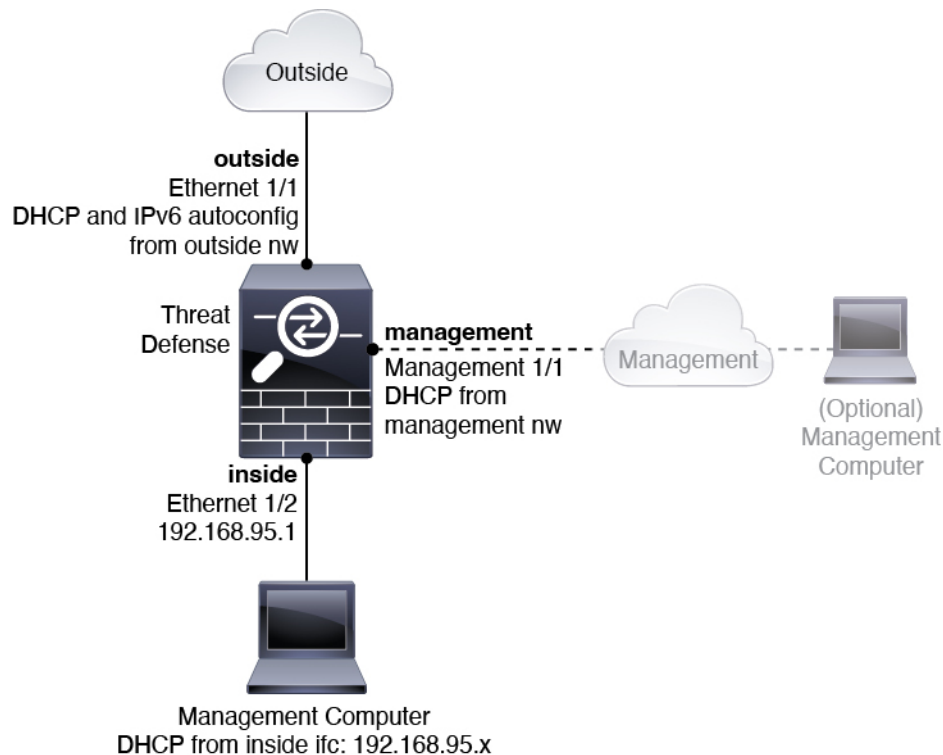 Outside
outside
Ethernet 1/1
DHCP and IPv6 autoconfig
from outside nw
Threat
Defense
management
Management 1/1
DHCP from
management nw
Management
(Optional)
Management
Computer
inside
Ethernet 1/2
192.168.95.1
Management Computer
DHCP from inside ifc: 192.168.95.x